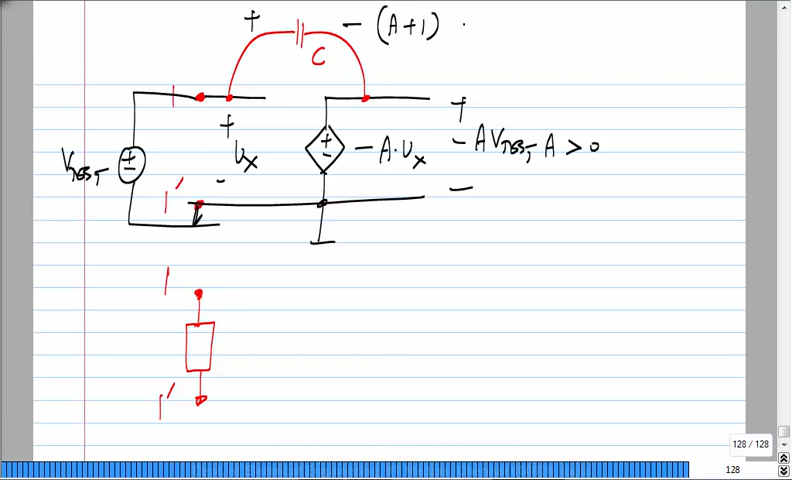 + − (A+1) .
C
1
+
+ −
Vx
−
VTEST
+ −
− A · Vx
+
− AVTEST A > 0
−
1'
1
1'
128 / 128
128